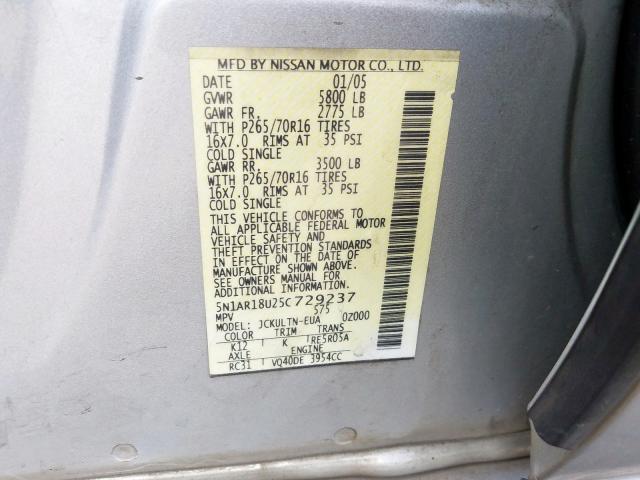 MFD BY NISSAN MOTOR CO., LTD.
DATE 01/05
GVWR 5800 LB
GAWR FR. 2775 LB
WITH P265/70R16 TIRES
16X7.0 RIMS AT 35 PSI
COLD SINGLE
GAWR RR. 3500 LB
WITH P265/70R16 TIRES
16X7.0 RIMS AT 35 PSI
COLD SINGLE
THIS VEHICLE CONFORMS TO
ALL APPLICABLE FEDERAL MOTOR
VEHICLE SAFETY AND
THEFT PREVENTION STANDARDS
IN EFFECT ON THE DATE OF
MANUFACTURE SHOWN ABOVE.
SEE OWNERS MANUAL FOR
ADDITIONAL INFORMATION.
5N1AR18U25C729237
MPV 575
MODEL: JCKULTN-EUA 0Z000
COLOR TRIM TRANS
K12 K RE5R05A
AXLE ENGINE
RC31 VQ40DE 3954CC